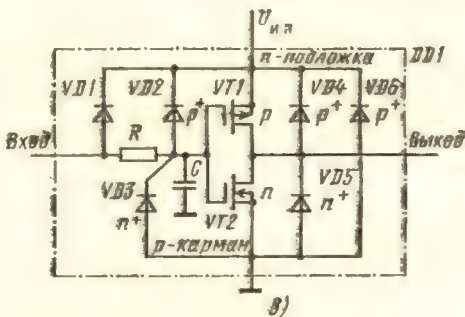 U и.п
n-подложка
DD1
VD1
VD2
VT1
VD4
VD6
p+
p
p+
p+
Вход
R
Выход
C
VD3
n
VD5
n+
VT2
n+
p-карман
в)